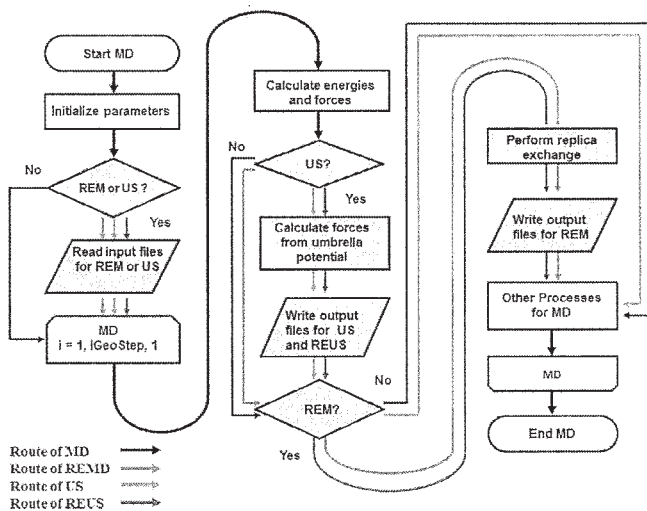 Start MD
Initialize parameters
No
REM or US ?
Yes
Read input files
for REM or US
MD
i = 1, iGeoStep, 1
Calculate energies
and forces
No
US?
Yes
Calculate forces
from umbrella
potential
Write output
files for US
and REUS
No
REM?
Yes
Perform replica
exchange
Write output
files for REM
Other Processes
for MD
MD
End MD
Route of MD
Route of REMD
Route of US
Route of REUS